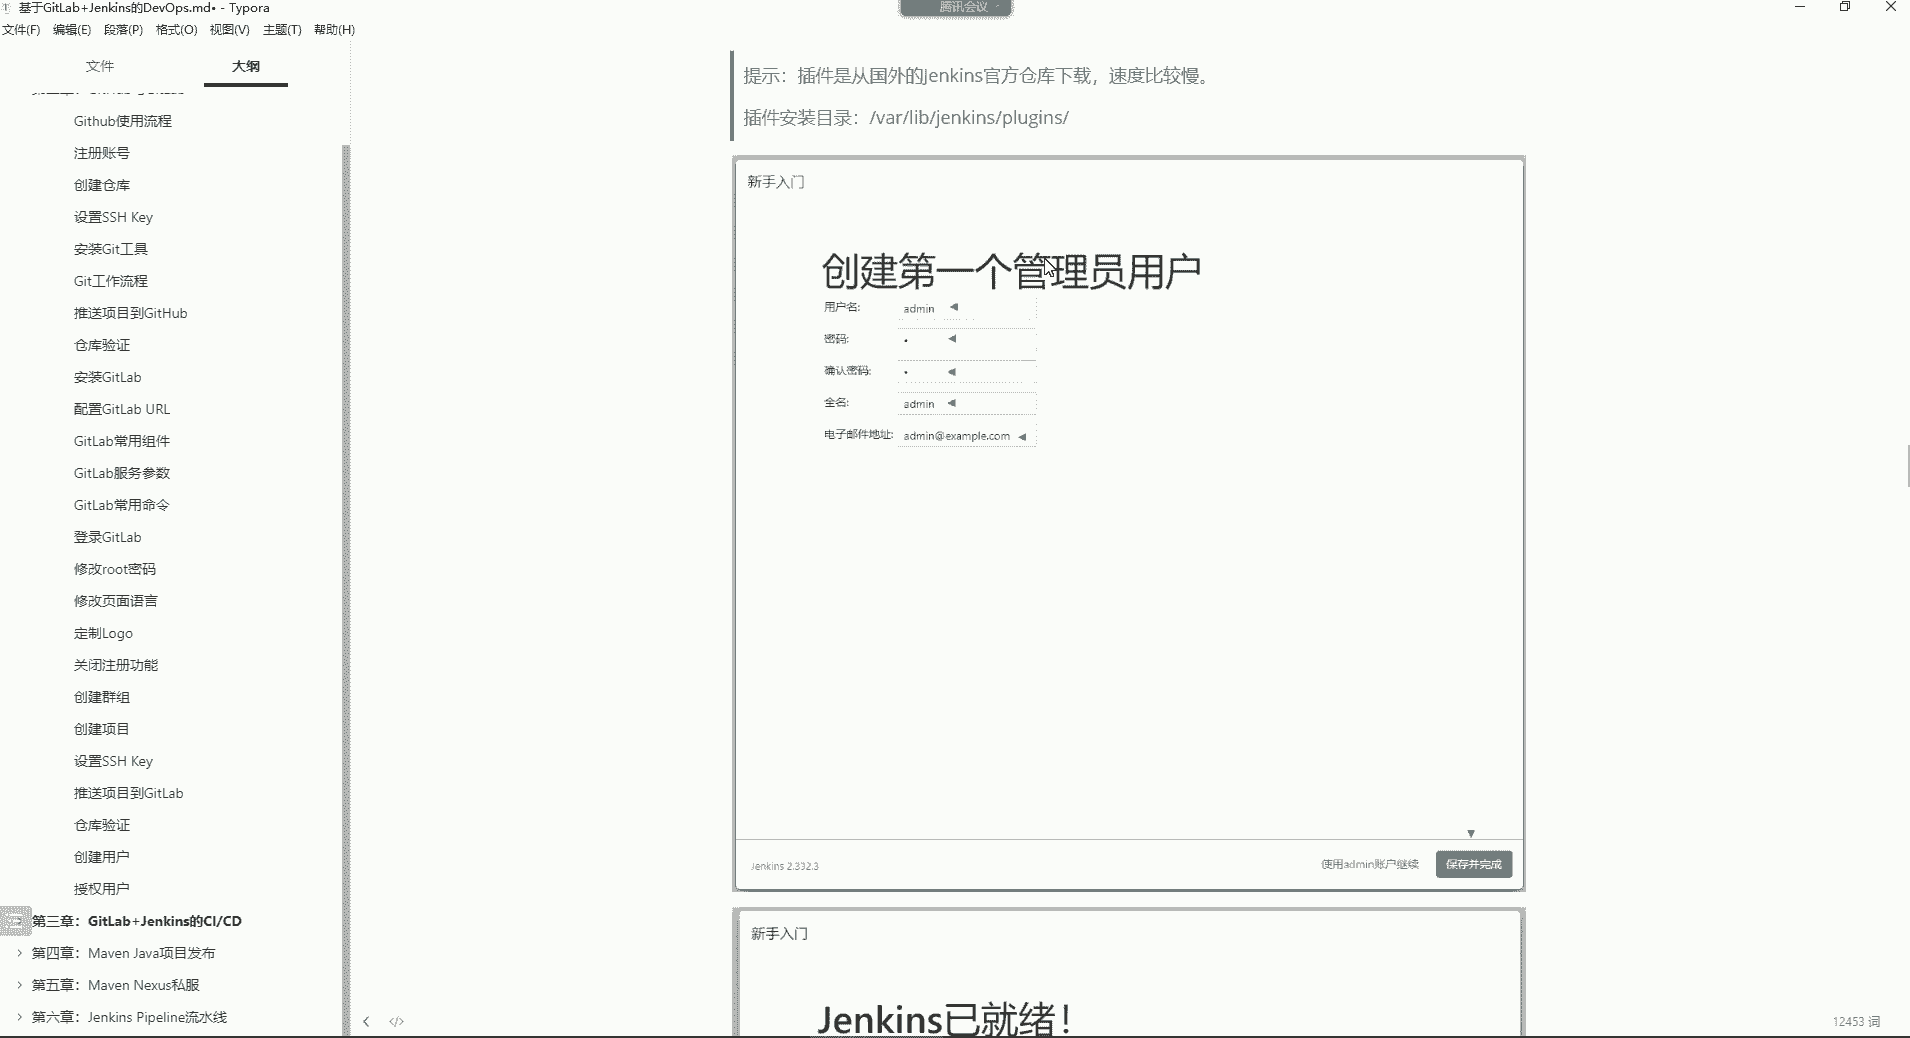 基于GitLab+Jenkins的DevOps.md• - Typora
腾讯会议
文件(F) 编辑(E) 段落(P) 格式(O) 视图(V) 主题(T) 帮助(H)
文件 大纲
Github使用流程
注册账号
创建仓库
设置SSH Key
安装Git工具
Git工作流程
推送项目到GitHub
仓库验证
安装GitLab
配置GitLab URL
GitLab常用组件
GitLab服务参数
GitLab常用命令
登录GitLab
修改root密码
修改页面语言
定制Logo
关闭注册功能
创建群组
创建项目
设置SSH Key
推送项目到GitLab
仓库验证
创建用户
授权用户
第三章：GitLab+Jenkins的CI/CD
第四章：Maven Java项目发布
第五章：Maven Nexus私服
第六章：Jenkins Pipeline流水线
提示：插件是从国外的Jenkins官方仓库下载，速度比较慢。
插件安装目录：/var/lib/jenkins/plugins/
新手入门
创建第一个管理员用户
用户名: admin
密码: •
确认密码: •
全名: admin
电子邮件地址: admin@example.com
Jenkins 2.332.3
使用admin账户继续 保存并完成
新手入门
Jenkins已就绪！
12453 词